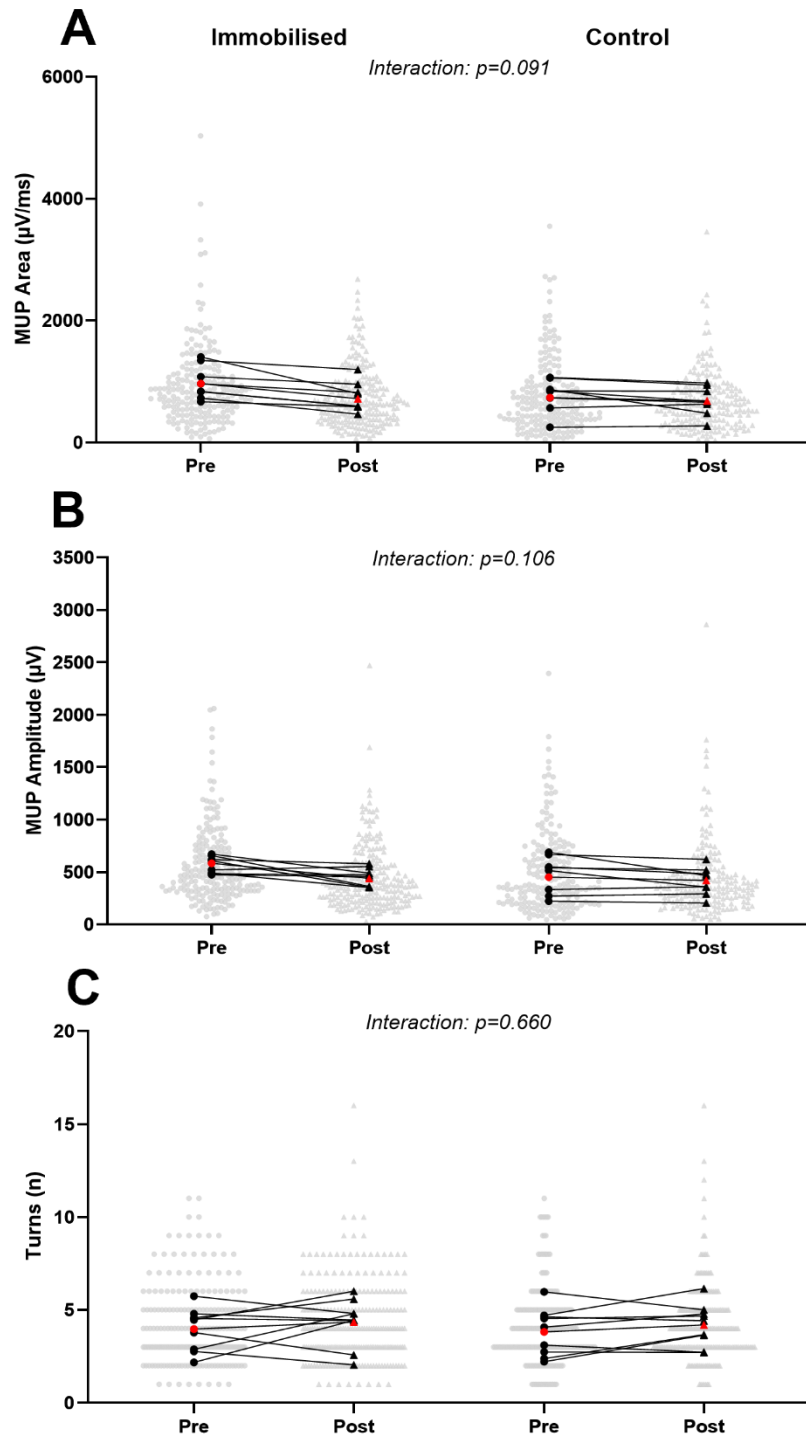 A
Immobilised Control
Interaction: p=0.091
6000
4000
2000
0
MUP Area (µV/ms)
Pre Post Pre Post
B
Interaction: p=0.106
3500
3000
2500
2000
1500
1000
500
0
MUP Amplitude (µV)
Pre Post Pre Post
C
Interaction: p=0.660
20
15
10
5
0
Turns (n)
Pre Post Pre Post